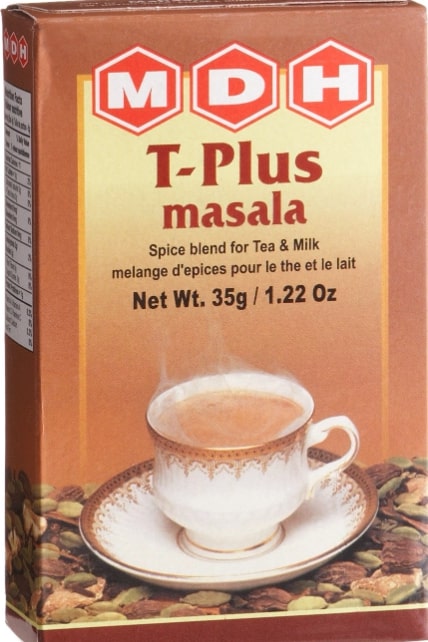 MDH
MDH
T-Plus
masala
Spice blend for Tea & Milk
melange d'epices pour le the et le lait
Net Wt. 35g / 1.22 Oz